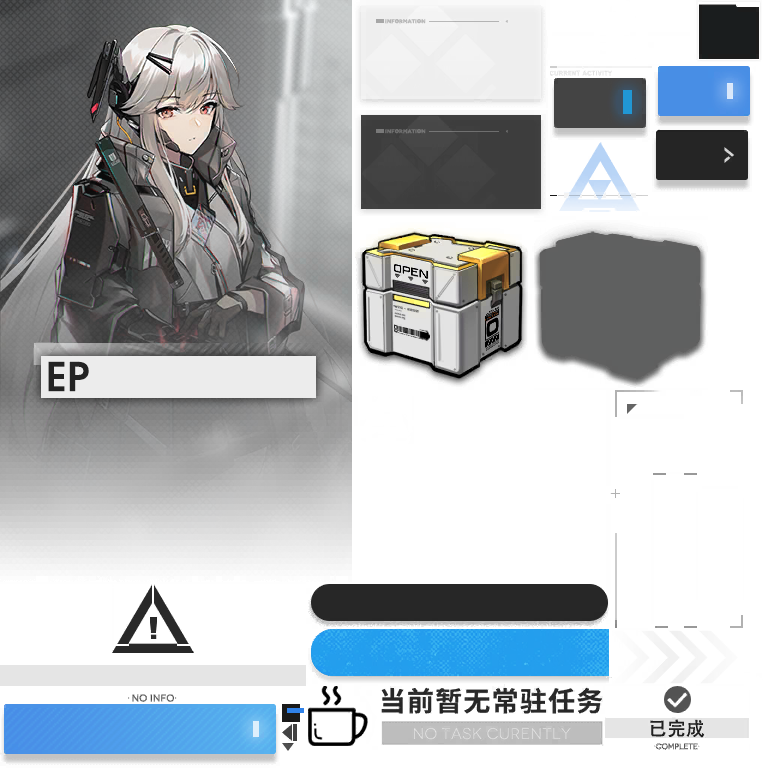 INFORMATION
CURRENT ACTIVITY
INFORMATION
OPEN
EP
!
·NO INFO·
当前暂无常驻任务
NO TASK CURENTLY
已完成
·COMPLETE·